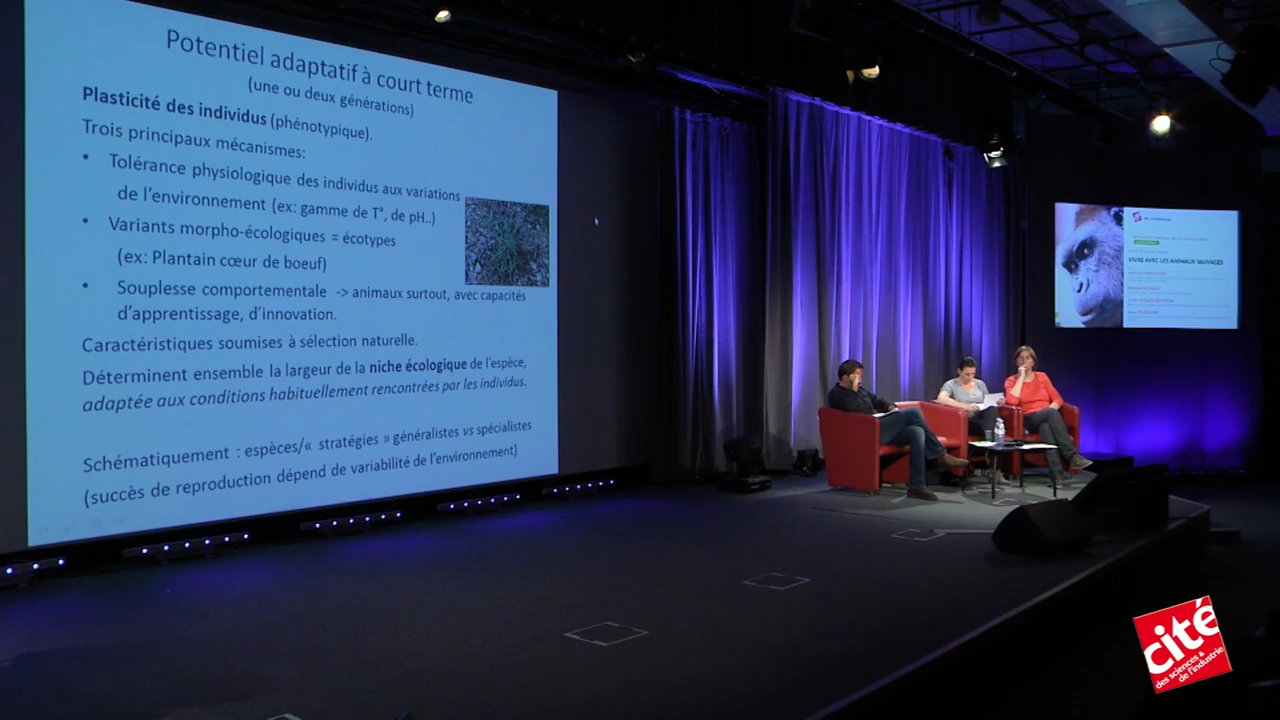 Potentiel adaptatif à court terme
(une ou deux générations)
Plasticité des individus (phénotypique).
Trois principaux mécanismes:
• Tolérance physiologique des individus aux variations
de l'environnement (ex: gamme de T°, de pH..)
• Variants morpho-écologiques = écotypes
(ex: Plantain cœur de boeuf)
• Souplesse comportementale -> animaux surtout, avec capacités
d'apprentissage, d'innovation.
Caractéristiques soumises à sélection naturelle.
Déterminent ensemble la largeur de la niche écologique de l'espèce,
adaptée aux conditions habituellement rencontrées par les individus.
Schématiquement : espèces/« stratégies » généralistes vs spécialistes
(succès de reproduction dépend de variabilité de l'environnement)
VIVRE AVEC LES ANIMAUX SAUVAGES
cité
des sciences &
de l'industrie